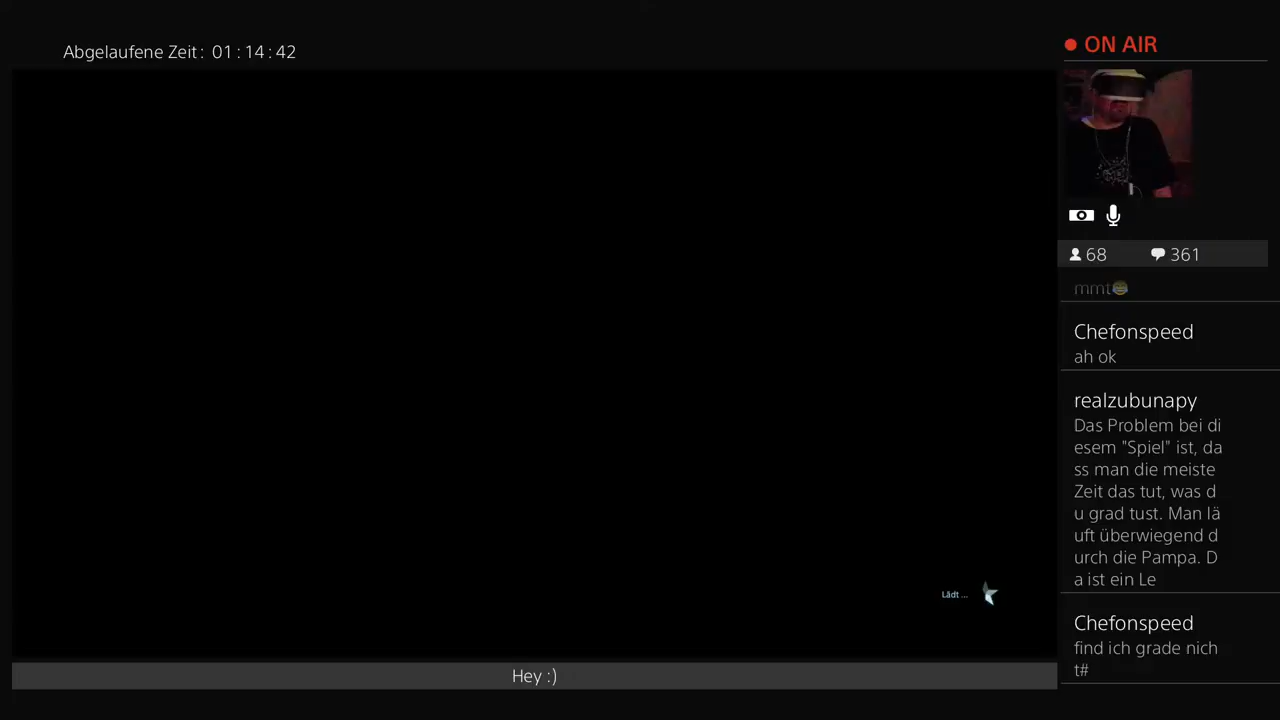 Abgelaufene Zeit: 01:14:42
ON AIR
68 361
mmt😂
Chefonspeed
ah ok
realzubunapy
Das Problem bei di
esem "Spiel" ist, da
ss man die meiste
Zeit das tut, was d
u grad tust. Man lä
uft überwiegend d
urch die Pampa. D
a ist ein Le
Lädt ...
Chefonspeed
find ich grade nich
t#
Hey :)